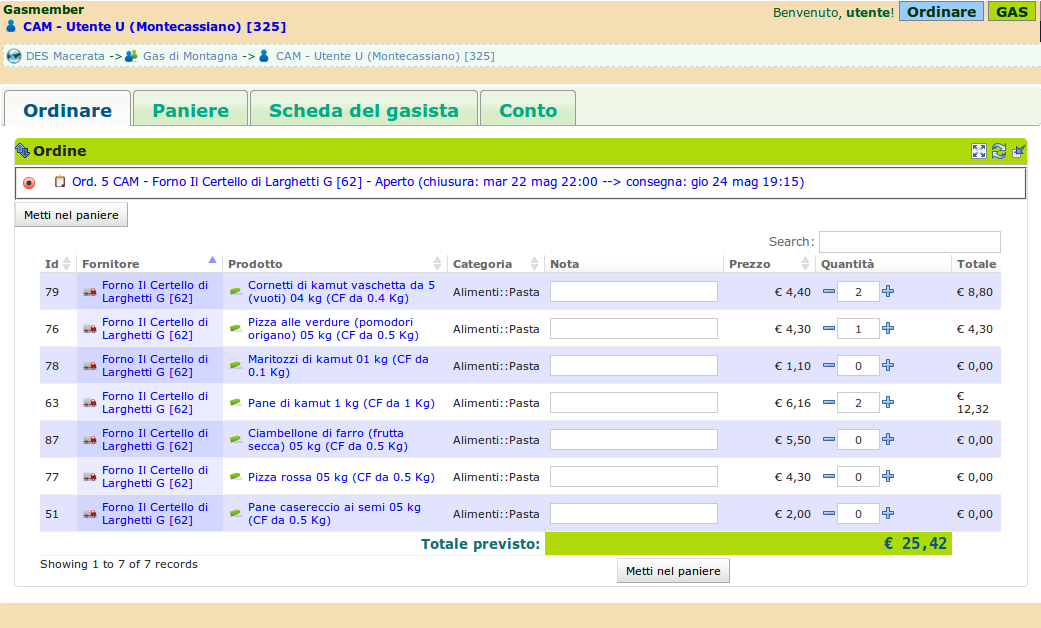 Gasmember
CAM - Utente U (Montecassiano) [325]
Benvenuto, utente! Ordinare GAS
DES Macerata -> Gas di Montagna -> CAM - Utente U (Montecassiano) [325]
Ordinare Paniere Scheda del gasista Conto
Ordine
Ord. 5 CAM - Forno Il Certello di Larghetti G [62] - Aperto (chiusura: mar 22 mag 22:00 --> consegna: gio 24 mag 19:15)
Metti nel paniere
Search:
Id Fornitore Prodotto Categoria Nota Prezzo Quantità Totale
79 Forno Il Certello di Larghetti G [62] Cornetti di kamut vaschetta da 5 (vuoti) 04 kg (CF da 0.4 Kg) Alimenti::Pasta € 4,40 2 € 8,80
76 Forno Il Certello di Larghetti G [62] Pizza alle verdure (pomodori origano) 05 kg (CF da 0.5 Kg) Alimenti::Pasta € 4,30 1 € 4,30
78 Forno Il Certello di Larghetti G [62] Maritozzi di kamut 01 kg (CF da 0.1 Kg) Alimenti::Pasta € 1,10 0 € 0,00
63 Forno Il Certello di Larghetti G [62] Pane di kamut 1 kg (CF da 1 Kg) Alimenti::Pasta € 6,16 2 € 12,32
87 Forno Il Certello di Larghetti G [62] Ciambellone di farro (frutta secca) 05 kg (CF da 0.5 Kg) Alimenti::Pasta € 5,50 0 € 0,00
77 Forno Il Certello di Larghetti G [62] Pizza rossa 05 kg (CF da 0.5 Kg) Alimenti::Pasta € 4,30 0 € 0,00
51 Forno Il Certello di Larghetti G [62] Pane casereccio ai semi 05 kg (CF da 0.5 Kg) Alimenti::Pasta € 2,00 0 € 0,00
Totale previsto: € 25,42
Showing 1 to 7 of 7 records
Metti nel paniere